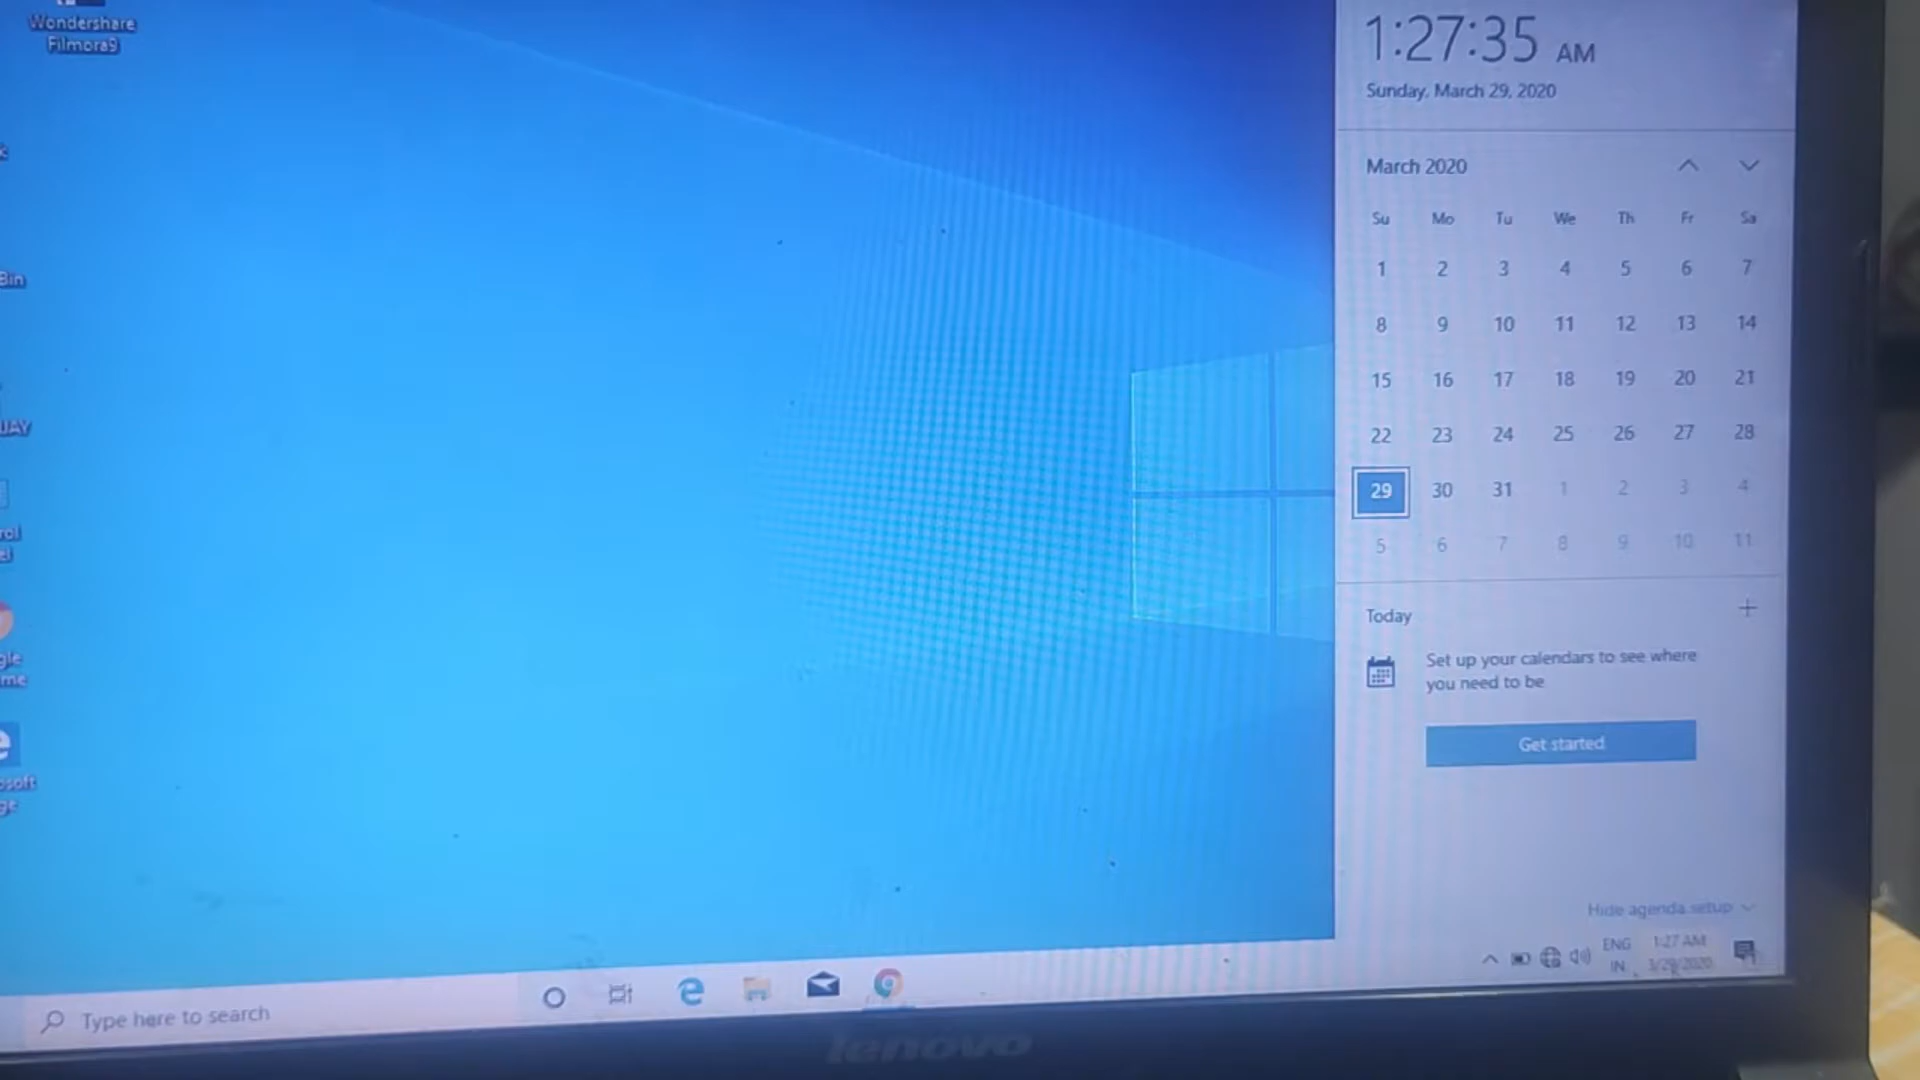 Wondershare
Filmora9
Bin
1:27:35 AM
Sunday, March 29, 2020
March 2020
Su Mo Tu We Th Fr Sa
1 2 3 4 5 6 7
8 9 10 11 12 13 14
15 16 17 18 19 20 21
22 23 24 25 26 27 28
29 30 31 1 2 3 4
5 6 7 8 9 10 11
Today
Set up your calendars to see where
you need to be
Get started
Hide agenda setup
Type here to search
ENG
IN
1:27 AM
3/29/2020
lenovo